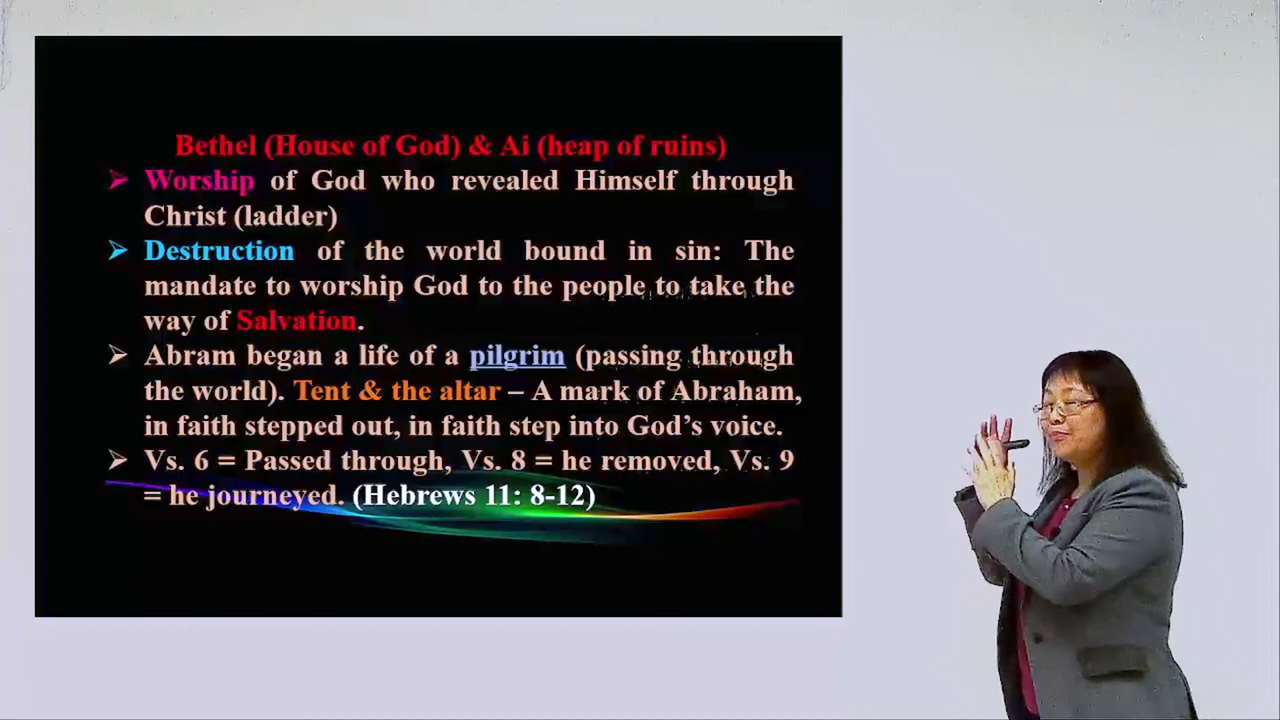 Bethel (House of God) & Ai (heap of ruins)
➢ Worship of God who revealed Himself through
Christ (ladder)
➢ Destruction of the world bound in sin: The
mandate to worship God to the people to take the
way of Salvation.
➢ Abram began a life of a pilgrim (passing through
the world). Tent & the altar – A mark of Abraham,
in faith stepped out, in faith step into God’s voice.
➢ Vs. 6 = Passed through, Vs. 8 = he removed, Vs. 9
= he journeyed. (Hebrews 11: 8-12)